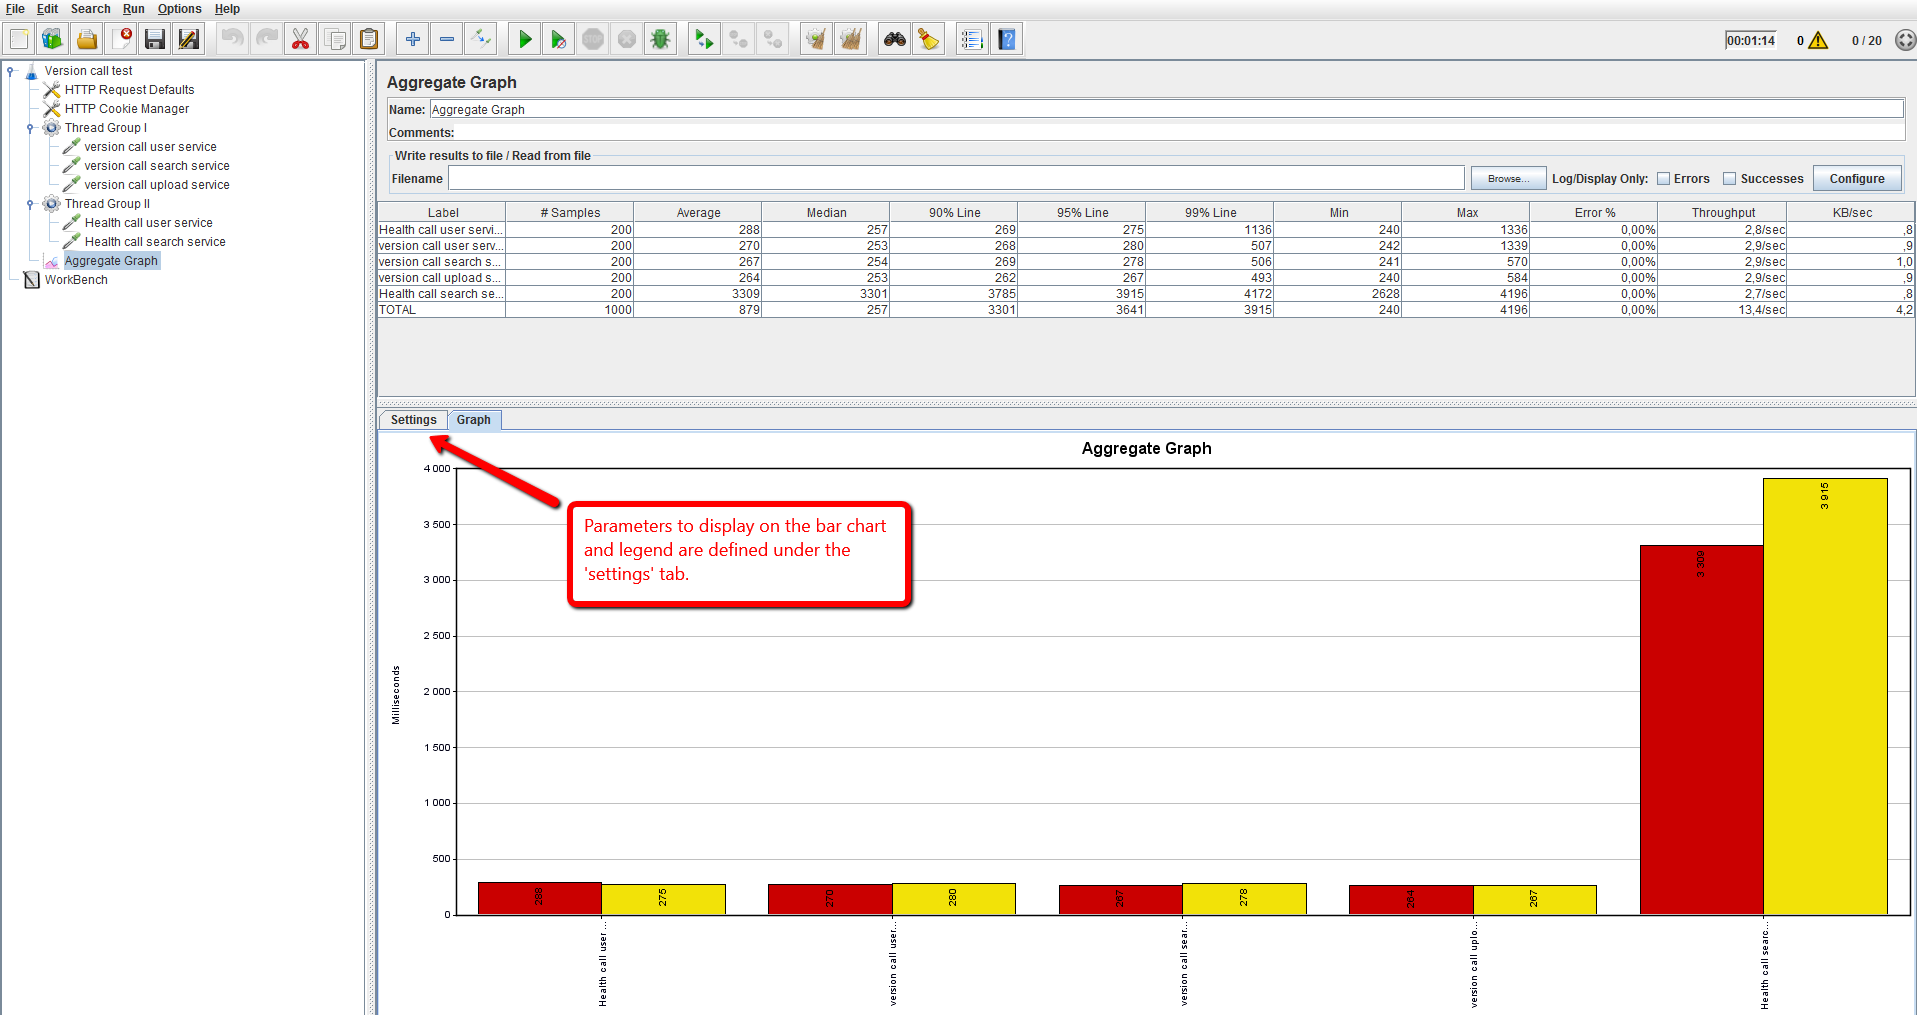 File Edit Search Run Options Help
00:01:14 0 0 / 20
Version call test
HTTP Request Defaults
HTTP Cookie Manager
Thread Group I
version call user service
version call search service
version call upload service
Thread Group II
Health call user service
Health call search service
Aggregate Graph
WorkBench
Aggregate Graph
Name: Aggregate Graph
Comments:
Write results to file / Read from file
Filename Browse... Log/Display Only: Errors Successes Configure
Label # Samples Average Median 90% Line 95% Line 99% Line Min Max Error % Throughput KB/sec
Health call user servi... 200 288 257 269 275 1136 240 1336 0,00% 2,8/sec ,8
version call user serv... 200 270 253 268 280 507 242 1339 0,00% 2,9/sec ,9
version call search s... 200 267 254 269 278 506 241 570 0,00% 2,9/sec 1,0
version call upload s... 200 264 253 262 267 493 240 584 0,00% 2,9/sec ,9
Health call search se... 200 3309 3301 3785 3915 4172 2628 4196 0,00% 2,7/sec ,8
TOTAL 1000 879 257 3301 3641 3915 240 4196 0,00% 13,4/sec 4,2
Settings Graph
Aggregate Graph
Parameters to display on the bar chart
and legend are defined under the
'settings' tab.
Milliseconds
4 000
3 500
3 000
2 500
2 000
1 500
1 000
500
0
288 275 270 280 267 278 264 267 3 309 3 915
Health call user ...
version call user...
version call sear...
version call uplo...
Health call searc...